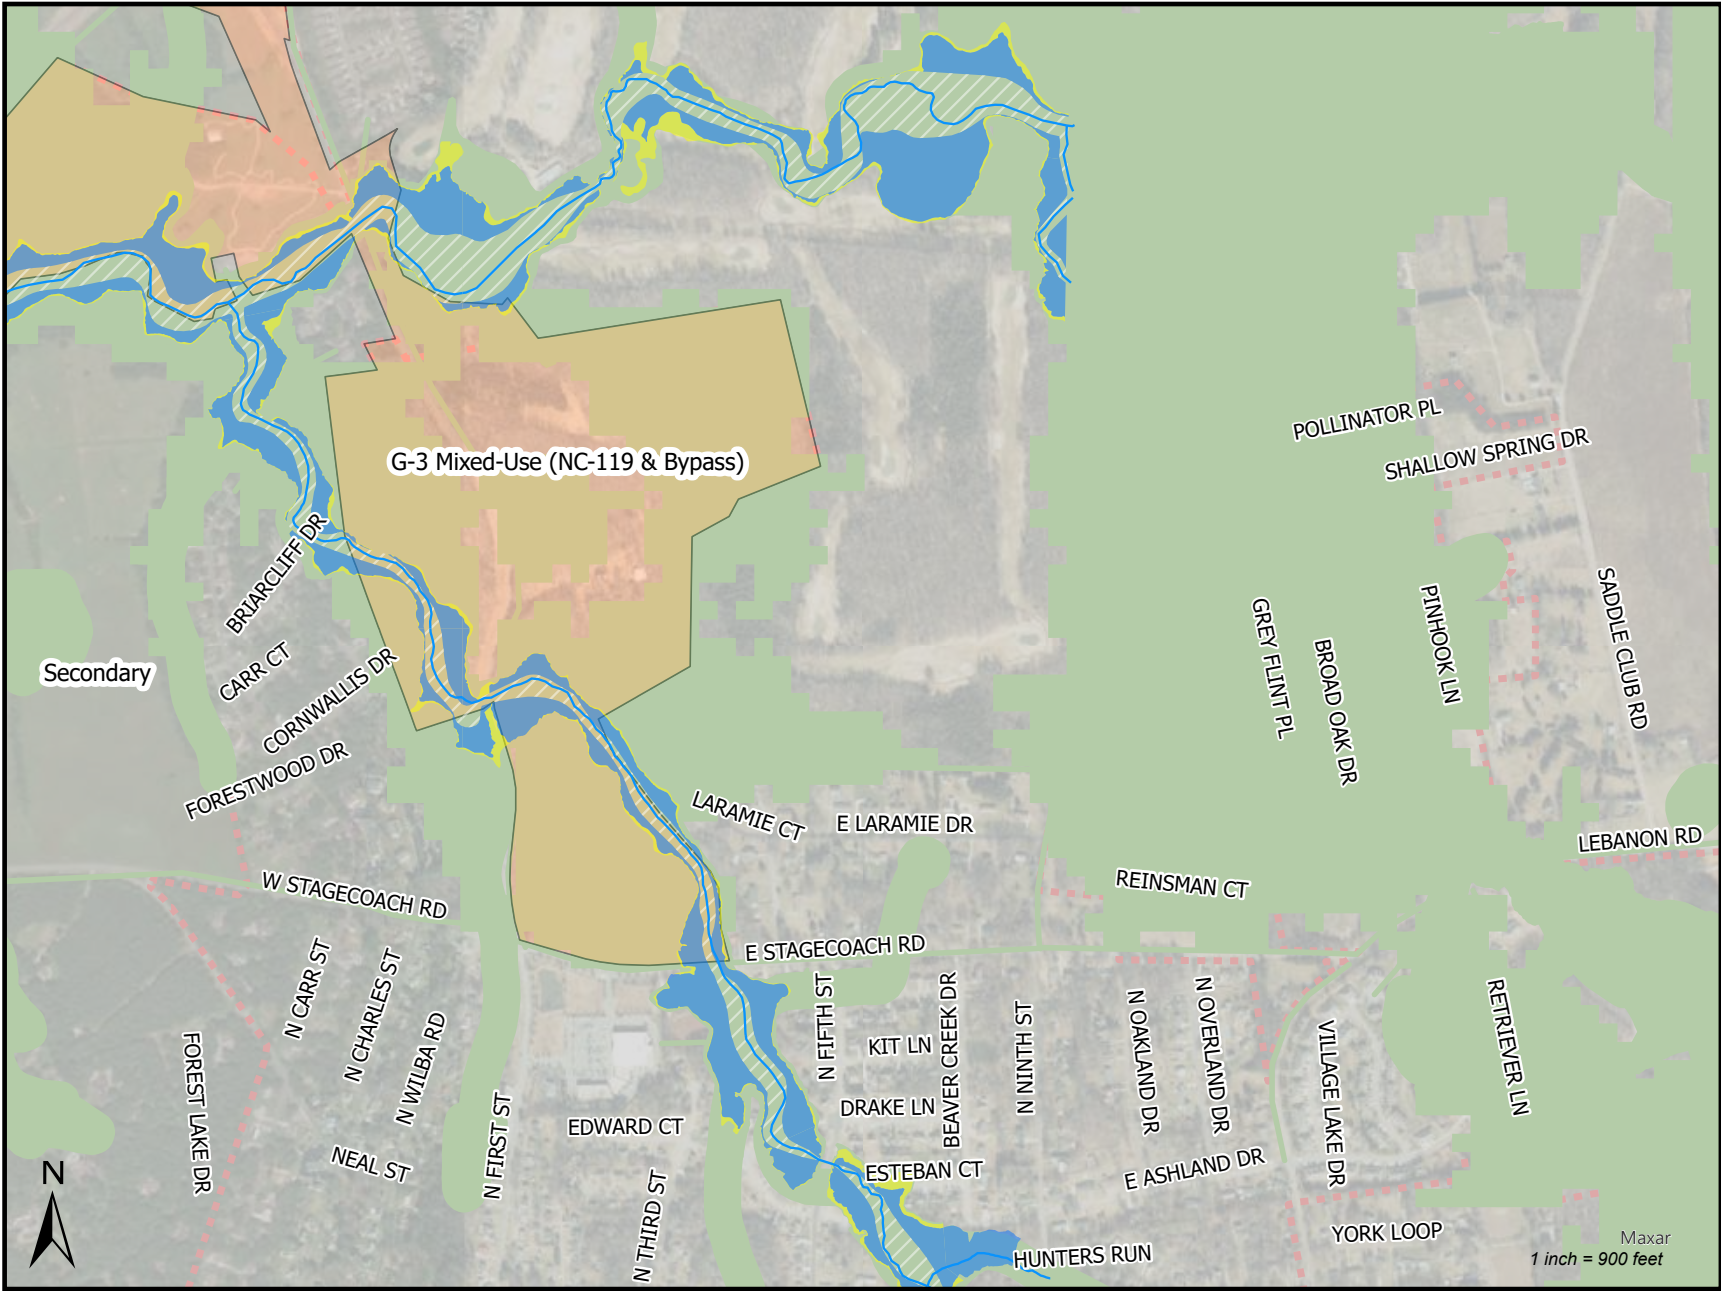 POLLINATOR PL
SHALLOW SPRING DR
G-3 Mixed-Use (NC-119 & Bypass)
BRIARCLIFF DR
Secondary
CARR CT
CORNWALLIS DR
FORESTWOOD DR
GREY FLINT PL
BROAD OAK DR
PINHOOK LN
SADDLE CLUB RD
LARAMIE CT
E LARAMIE DR
LEBANON RD
W STAGECOACH RD
REINSMAN CT
E STAGECOACH RD
N CARR ST
N CHARLES ST
N WILBA RD
FOREST LAKE DR
NEAL ST
N FIRST ST
EDWARD CT
N THIRD ST
N FIFTH ST
KIT LN
DRAKE LN
BEAVER CREEK DR
N NINTH ST
N OAKLAND DR
N OVERLAND DR
VILLAGE LAKE DR
RETRIEVER LN
ESTEBAN CT
E ASHLAND DR
YORK LOOP
HUNTERS RUN
N
Maxar
1 inch = 900 feet